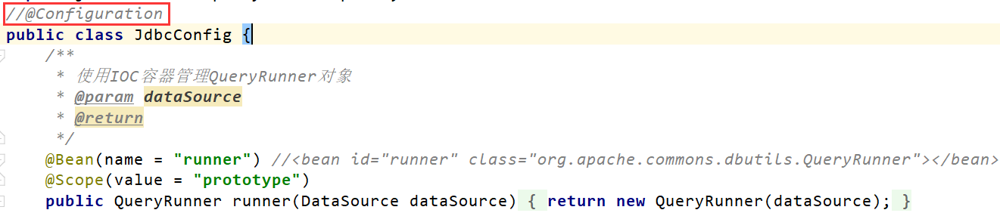 //@Configuration
public class JdbcConfig {
/**
* 使用IOC容器管理QueryRunner对象
* @param dataSource
* @return
*/
@Bean(name = "runner") //<bean id="runner" class="org.apache.commons.dbutils.QueryRunner"></bean>
@Scope(value = "prototype")
public QueryRunner runner(DataSource dataSource) { return new QueryRunner(dataSource); }